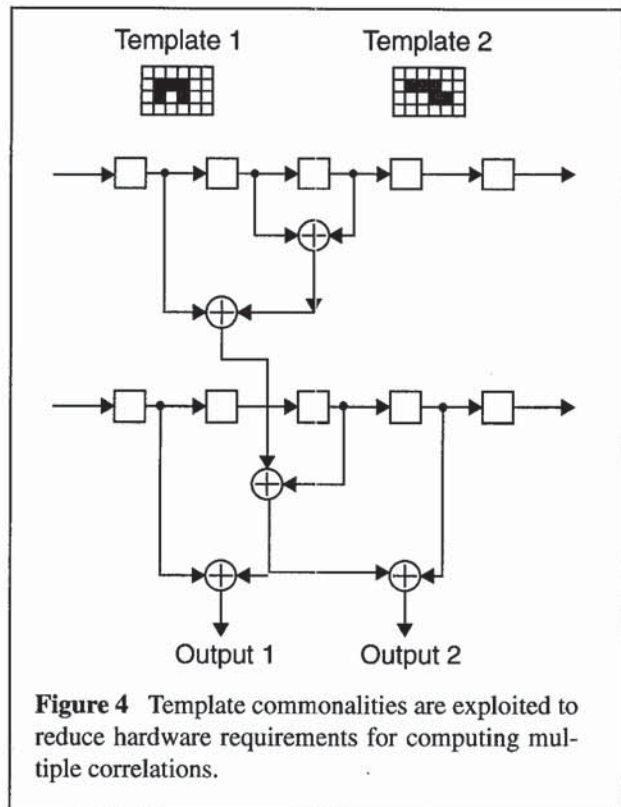 Template 1 Template 2
Output 1 Output 2
Figure 4 Template commonalities are exploited to
reduce hardware requirements for computing mul-
tiple correlations.